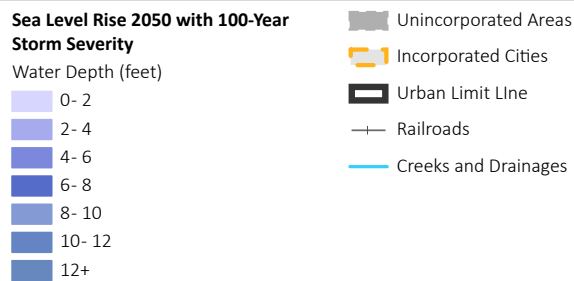 Sea Level Rise 2050 with 100-Year
Storm Severity
Water Depth (feet)
0- 2
2- 4
4- 6
6- 8
8- 10
10- 12
12+
Unincorporated Areas
Incorporated Cities
Urban Limit LIne
Railroads
Creeks and Drainages